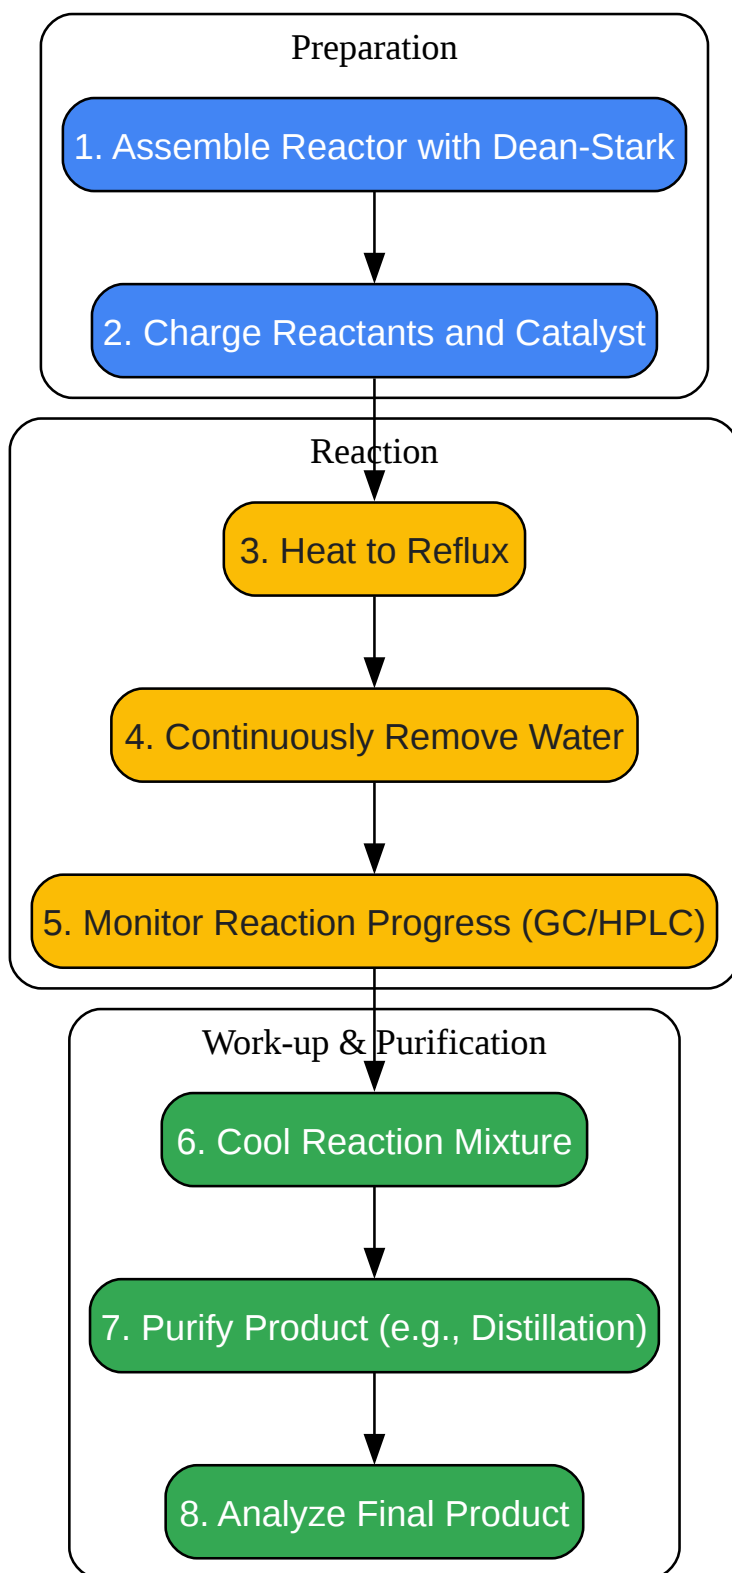 Preparation
1. Assemble Reactor with Dean-Stark
2. Charge Reactants and Catalyst
Reaction
3. Heat to Reflux
4. Continuously Remove Water
5. Monitor Reaction Progress (GC/HPLC)
Work-up & Purification
6. Cool Reaction Mixture
7. Purify Product (e.g., Distillation)
8. Analyze Final Product